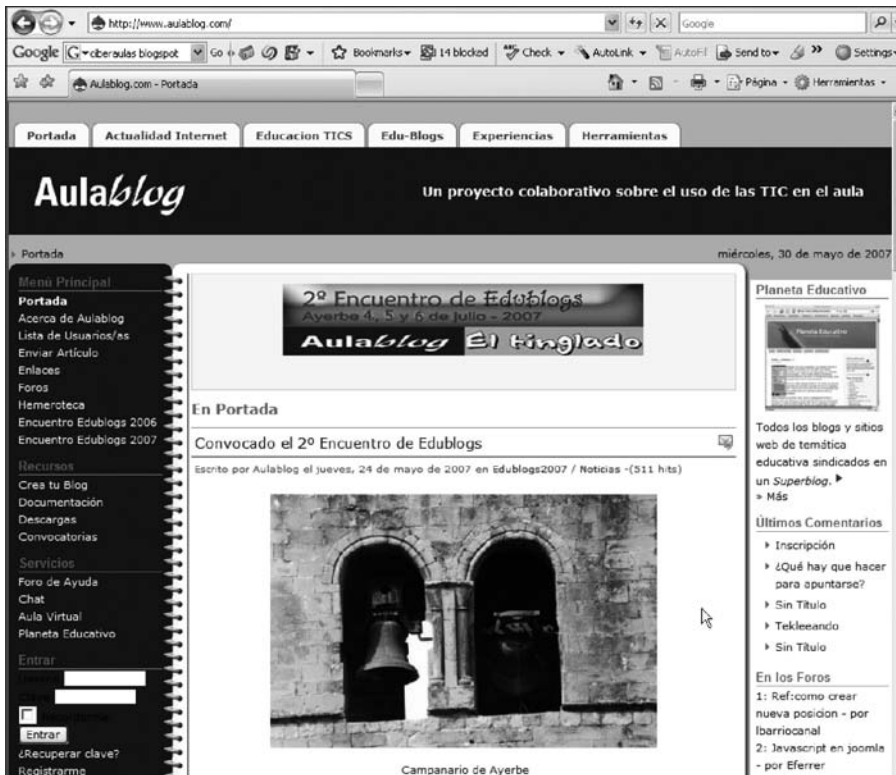 http://www.aulablog.com/
Google
Google ciberaulas blogspot Go Bookmarks 14 blocked Check AutoLink AutoFill Send to Settings
Aulablog.com - Portada
Página Herramientas
Portada Actualidad Internet Educacion TICS Edu-Blogs Experiencias Herramientas
Aulablog
Un proyecto colaborativo sobre el uso de las TIC en el aula
Portada
miércoles, 30 de mayo de 2007
Menú Principal
Portada
Acerca de Aulablog
Lista de Usuarios/as
Enviar Artículo
Enlaces
Foros
Hemeroteca
Encuentro Edublogs 2006
Encuentro Edublogs 2007
Recursos
Crea tu Blog
Documentación
Descargas
Convocatorias
Servicios
Foro de Ayuda
Chat
Aula Virtual
Planeta Educativo
Entrar
Entrar
¿Recuperar clave?
Registrarme
2º Encuentro de Edublogs
Ayerbe 4, 5 y 6 de Julio - 2007
Aulablog El tinglado
En Portada
Convocado el 2º Encuentro de Edublogs
Escrito por Aulablog el jueves, 24 de mayo de 2007 en Edublogs2007 / Noticias -(511 hits)
Campanario de Ayerbe
Planeta Educativo
Planeta Educativo
Todos los blogs y sitios
web de temática
educativa sindicados en
un Superblog.
» Más
Últimos Comentarios
Inscripción
¿Qué hay que hacer
para apuntarse?
Sin Título
Tekleeando
Sin Título
En los Foros
1: Ref:como crear
nueva posicion - por
lbarriocanal
2: Javascript en joomla
- por Eferrer